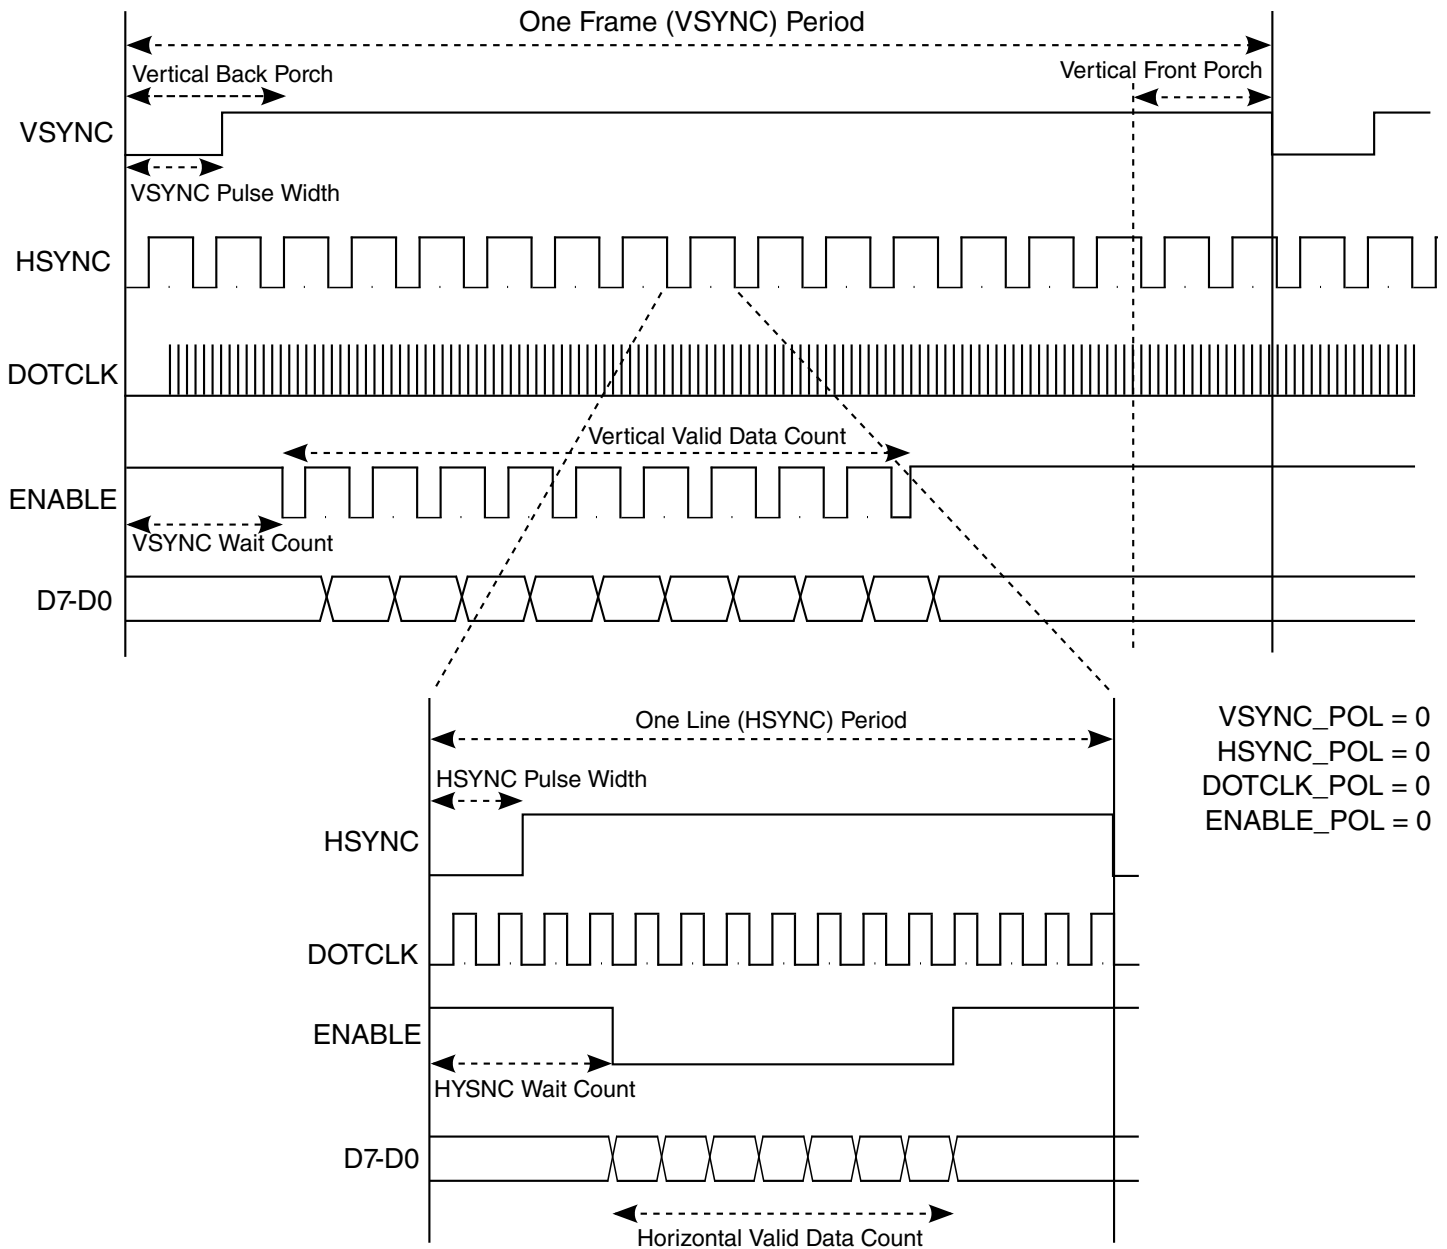 One Frame (VSYNC) Period
Vertical Back Porch
Vertical Front Porch
VSYNC
VSYNC Pulse Width
HSYNC
DOTCLK
Vertical Valid Data Count
ENABLE
VSYNC Wait Count
D7-D0
One Line (HSYNC) Period
VSYNC_POL = 0
HSYNC_POL = 0
DOTCLK_POL = 0
ENABLE_POL = 0
HSYNC Pulse Width
HSYNC
DOTCLK
ENABLE
HYSNC Wait Count
D7-D0
Horizontal Valid Data Count